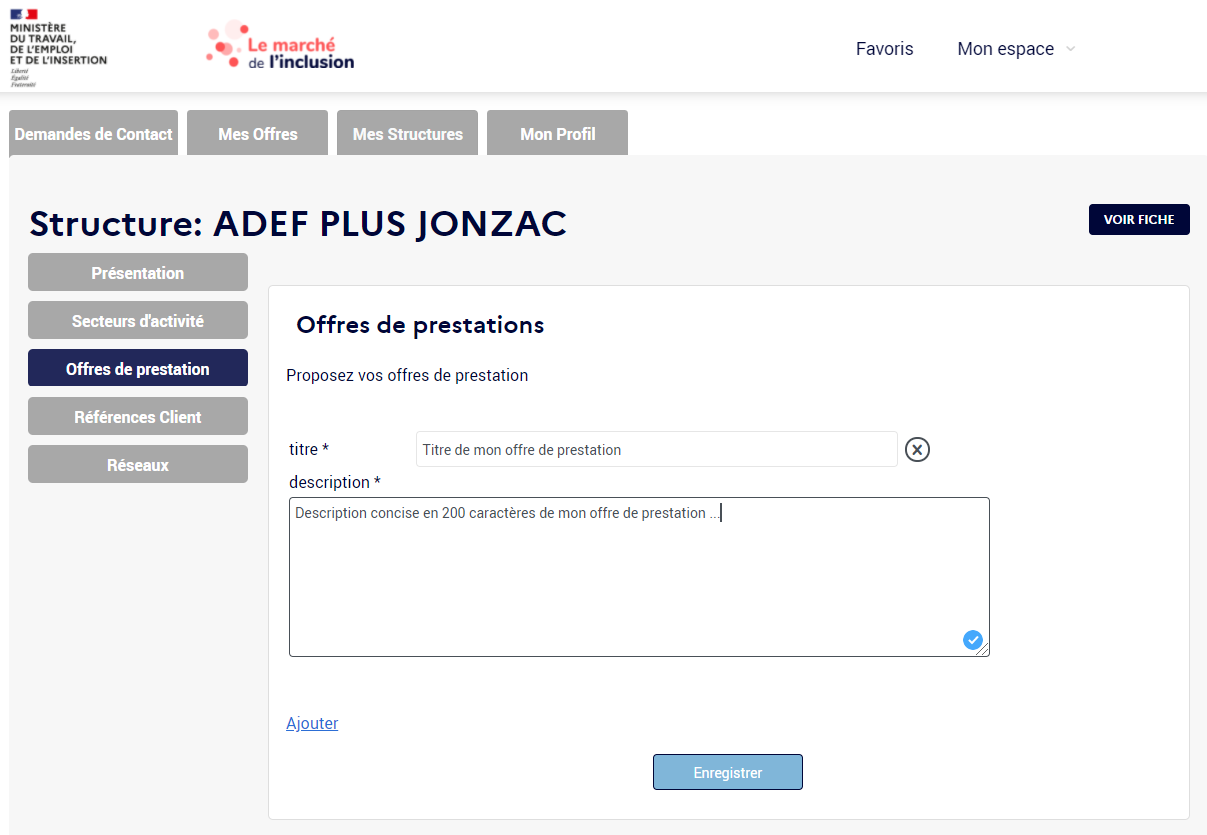 MINISTÈRE
DU TRAVAIL,
DE L'EMPLOI
ET DE L'INSERTION
Liberté
Égalité
Fraternité
Le marché
de l'inclusion
Favoris
Mon espace
Demandes de Contact
Mes Offres
Mes Structures
Mon Profil
Structure: ADEF PLUS JONZAC
VOIR FICHE
Présentation
Secteurs d'activité
Offres de prestation
Références Client
Réseaux
Offres de prestations
Proposez vos offres de prestation
titre *
Titre de mon offre de prestation
description *
Description concise en 200 caractères de mon offre de prestation ...
Ajouter
Enregistrer